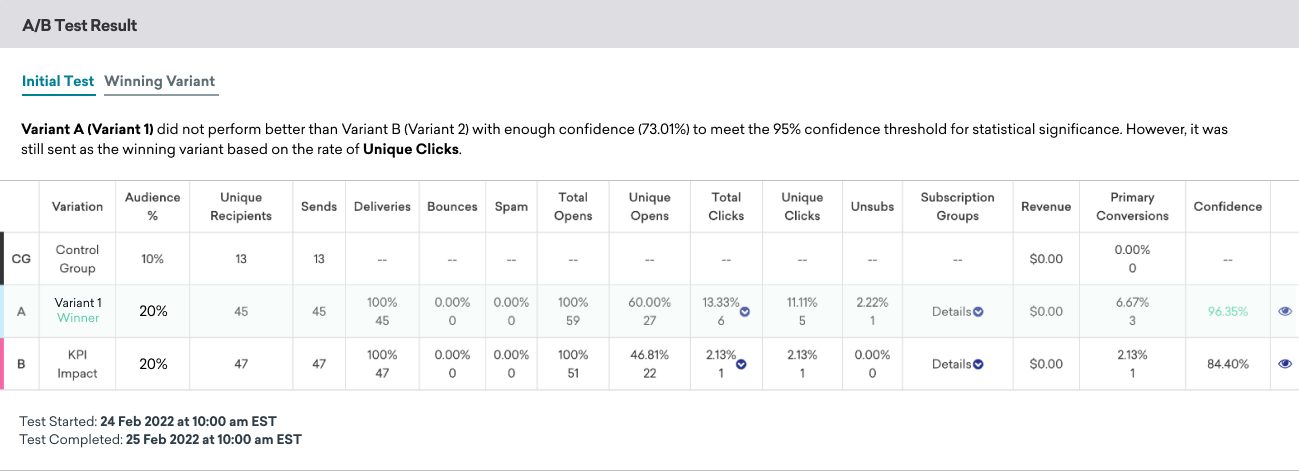 A/B Test Result
Initial Test Winning Variant
Variant A (Variant 1) did not perform better than Variant B (Variant 2) with enough confidence (73.01%) to meet the 95% confidence threshold for statistical significance. However, it was
still sent as the winning variant based on the rate of Unique Clicks.
Variation Audience % Unique Recipients Sends Deliveries Bounces Spam Total Opens Unique Opens Total Clicks Unique Clicks Unsubs Subscription Groups Revenue Primary Conversions Confidence
CG Control Group 10% 13 13 -- -- -- -- -- -- -- -- -- $0.00 0.00% 0 --
A Variant 1 Winner 20% 45 45 100% 45 0.00% 0 0.00% 0 100% 59 60.00% 27 13.33% 6 11.11% 5 2.22% 1 Details $0.00 6.67% 3 96.35%
B KPI Impact 20% 47 47 100% 47 0.00% 0 0.00% 0 100% 51 46.81% 22 2.13% 1 2.13% 1 0.00% 0 Details $0.00 2.13% 1 84.40%
Test Started: 24 Feb 2022 at 10:00 am EST
Test Completed: 25 Feb 2022 at 10:00 am EST